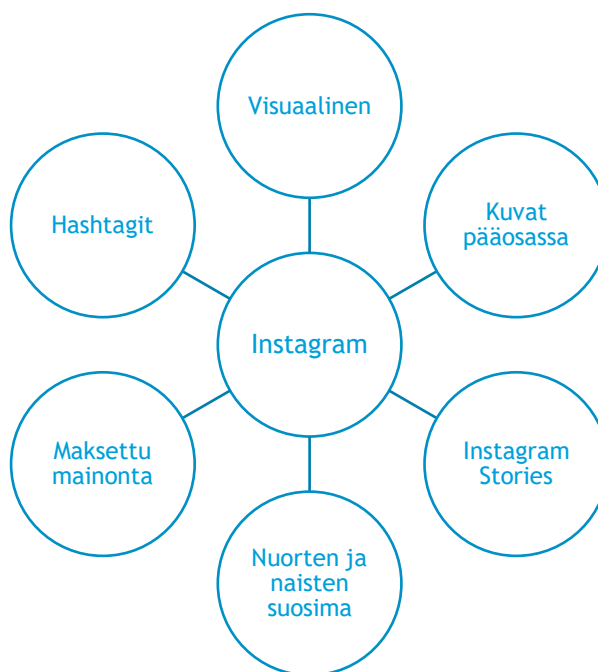 Visuaalinen
Hashtagit
Kuvat
pääosassa
Instagram
Maksettu
mainonta
Instagram
Stories
Nuorten ja
naisten
suosima